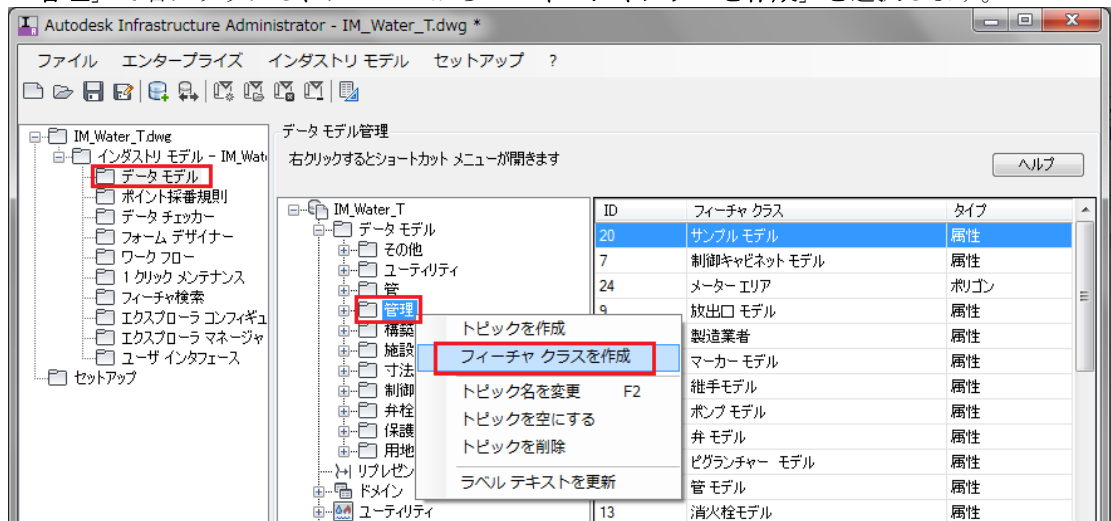 Autodesk Infrastructure Administrator - IM_Water_T.dwg *
ファイル エンタープライズ インダストリ モデル セットアップ ?
IM_Water_T.dwg
インダストリ モデル - IM_Wat
データ モデル
ポイント採番規則
データ チェッカー
フォーム デザイナー
ワーク フロー
1 クリック メンテナンス
フィーチャ検索
エクスプローラ コンフィギュ
エクスプローラ マネージャ
ユーザ インタフェース
セットアップ
データ モデル管理
右クリックするとショートカット メニューが開きます
ヘルプ
IM_Water_T
データ モデル
その他
ユーティリティ
管
管理
構築
施設
寸法
制御
弁栓
保護
用地
リプレゼン
ドメイン
ユーティリティ
トピックを作成
フィーチャ クラスを作成
トピック名を変更 F2
トピックを空にする
トピックを削除
ラベル テキストを更新
ID フィーチャ クラス タイプ
20 サンプル モデル 属性
7 制御キャビネット モデル 属性
24 メーター エリア ポリゴン
9 放出口 モデル 属性
製造業者 属性
マーカー モデル 属性
継手モデル 属性
ポンプ モデル 属性
弁 モデル 属性
ピグランチャー モデル 属性
管 モデル 属性
13 消火栓モデル 属性